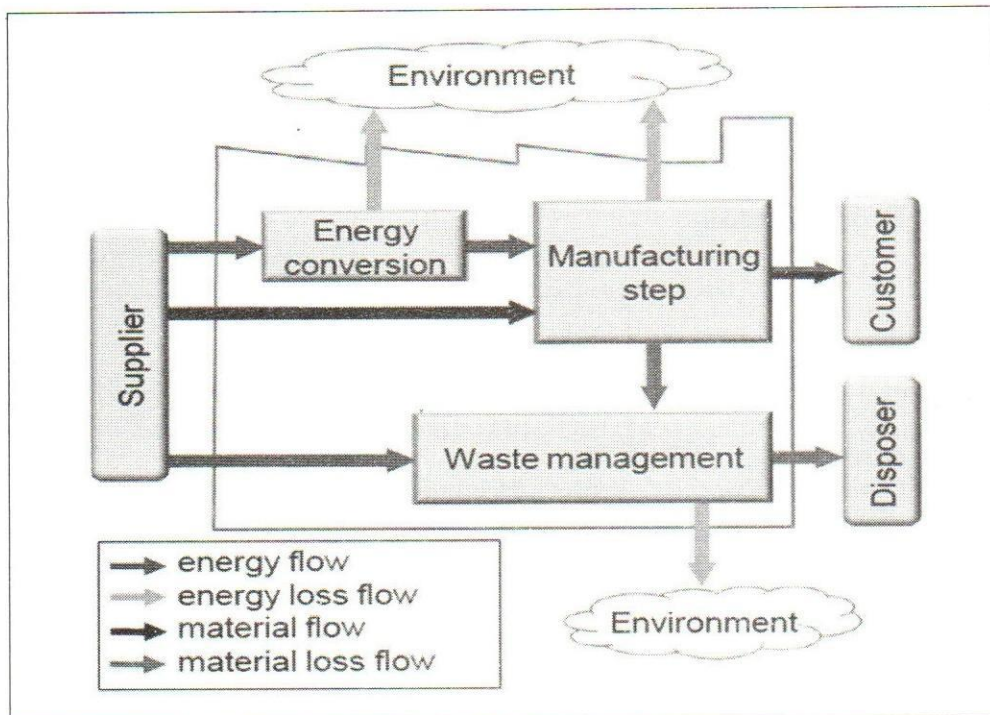 Environment
Energy
conversion
Manufacturing
step
Supplier
Customer
Waste management
Disposer
Environment
energy flow
energy loss flow
material flow
material loss flow